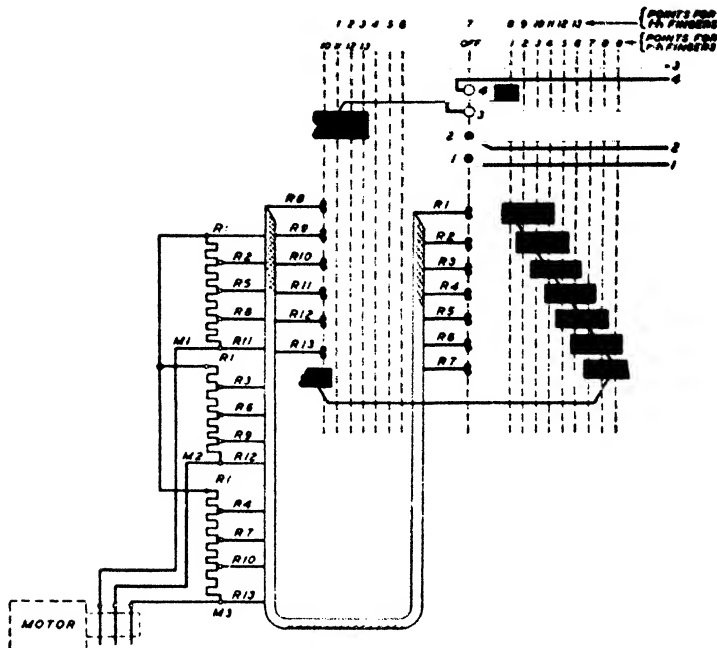 POINTS FOR
l-h FINGERS
1 2 3 4 5 6 7 8 9 10 11 12 13
POINTS FOR
r-h FINGERS
10 11 12 13 OFF 1 2 3 4 5 6 7 8 9
3
4
4
3
2
2
1
1
R8 R1
R1 R9
R2
R2 R10
R3
R5 R11
R4
R8 R12
R5
M1 R11 R13
R6
R1
R7
R3
R6
R9
M2 R12
R1
R4
R7
R10
R13
M3
MOTOR